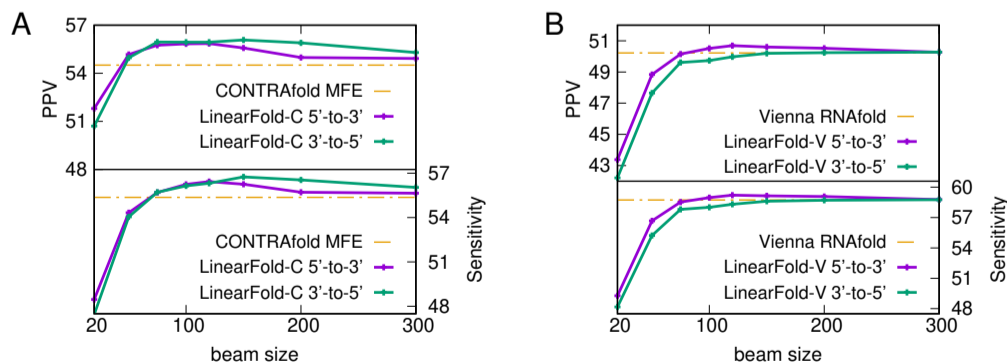 A
57
54
51
48
PPV
CONTRAfold MFE
LinearFold-C 5'-to-3'
LinearFold-C 3'-to-5'
57
54
51
48
Sensitivity
CONTRAfold MFE
LinearFold-C 5'-to-3'
LinearFold-C 3'-to-5'
20 100 200 300
beam size
B
51
49
47
45
43
PPV
Vienna RNAfold
LinearFold-V 5'-to-3'
LinearFold-V 3'-to-5'
60
57
54
51
48
Sensitivity
Vienna RNAfold
LinearFold-V 5'-to-3'
LinearFold-V 3'-to-5'
20 100 200 300
beam size